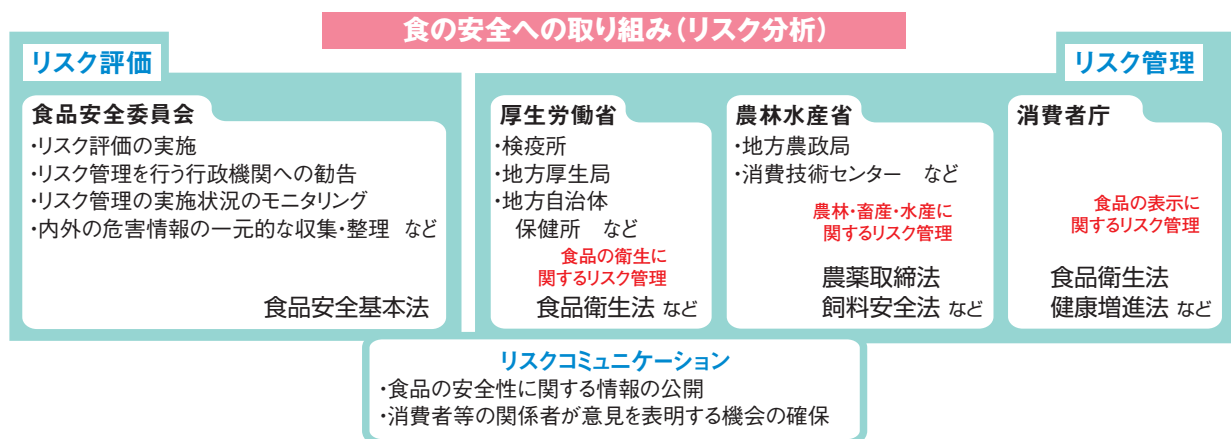 食の安全への取り組み（リスク分析）
リスク評価
食品安全委員会
・リスク評価の実施
・リスク管理を行う行政機関への勧告
・リスク管理の実施状況のモニタリング
・内外の危害情報の一元的な収集・整理 など
食品安全基本法
リスク管理
厚生労働省
・検疫所
・地方厚生局
・地方自治体
保健所 など
食品の衛生に
関するリスク管理
食品衛生法 など
農林水産省
・地方農政局
・消費技術センター など
農林・畜産・水産に
関するリスク管理
農薬取締法
飼料安全法 など
消費者庁
食品の表示に
関するリスク管理
食品衛生法
健康増進法 など
リスクコミュニケーション
・食品の安全性に関する情報の公開
・消費者等の関係者が意見を表明する機会の確保